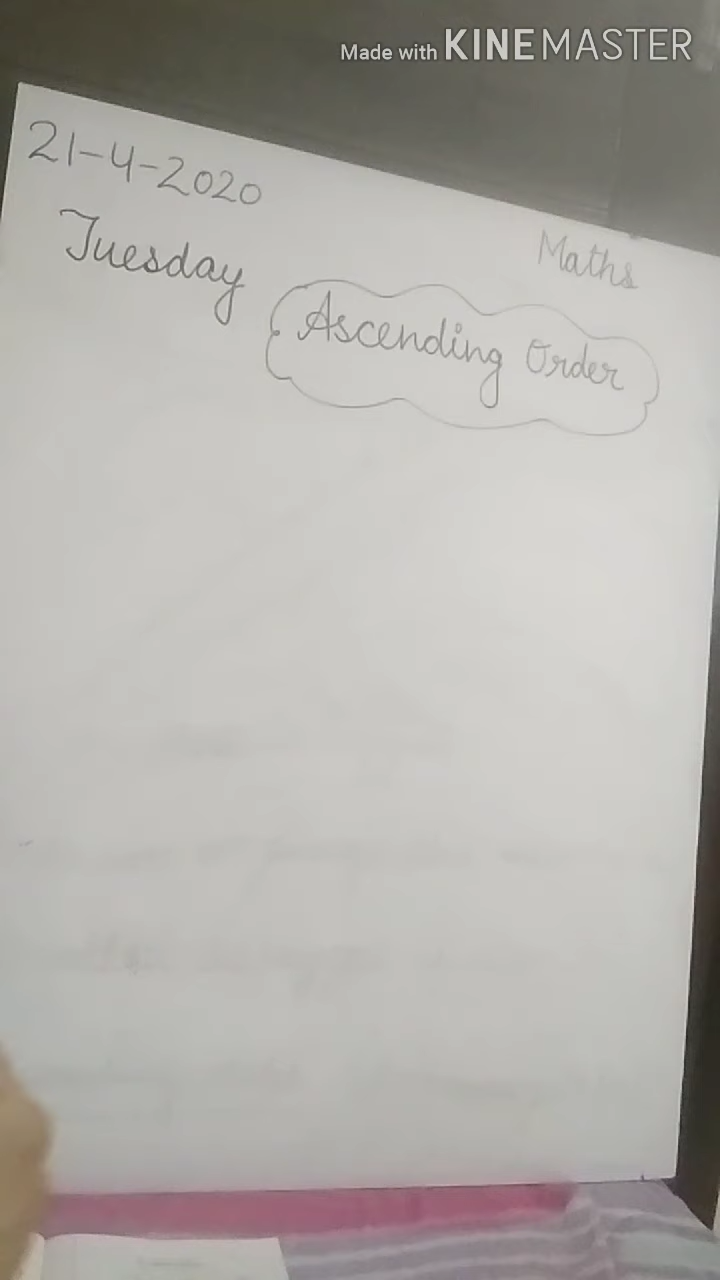 Made with KINEMASTER
21-4-2020
Tuesday
Maths
Ascending Order